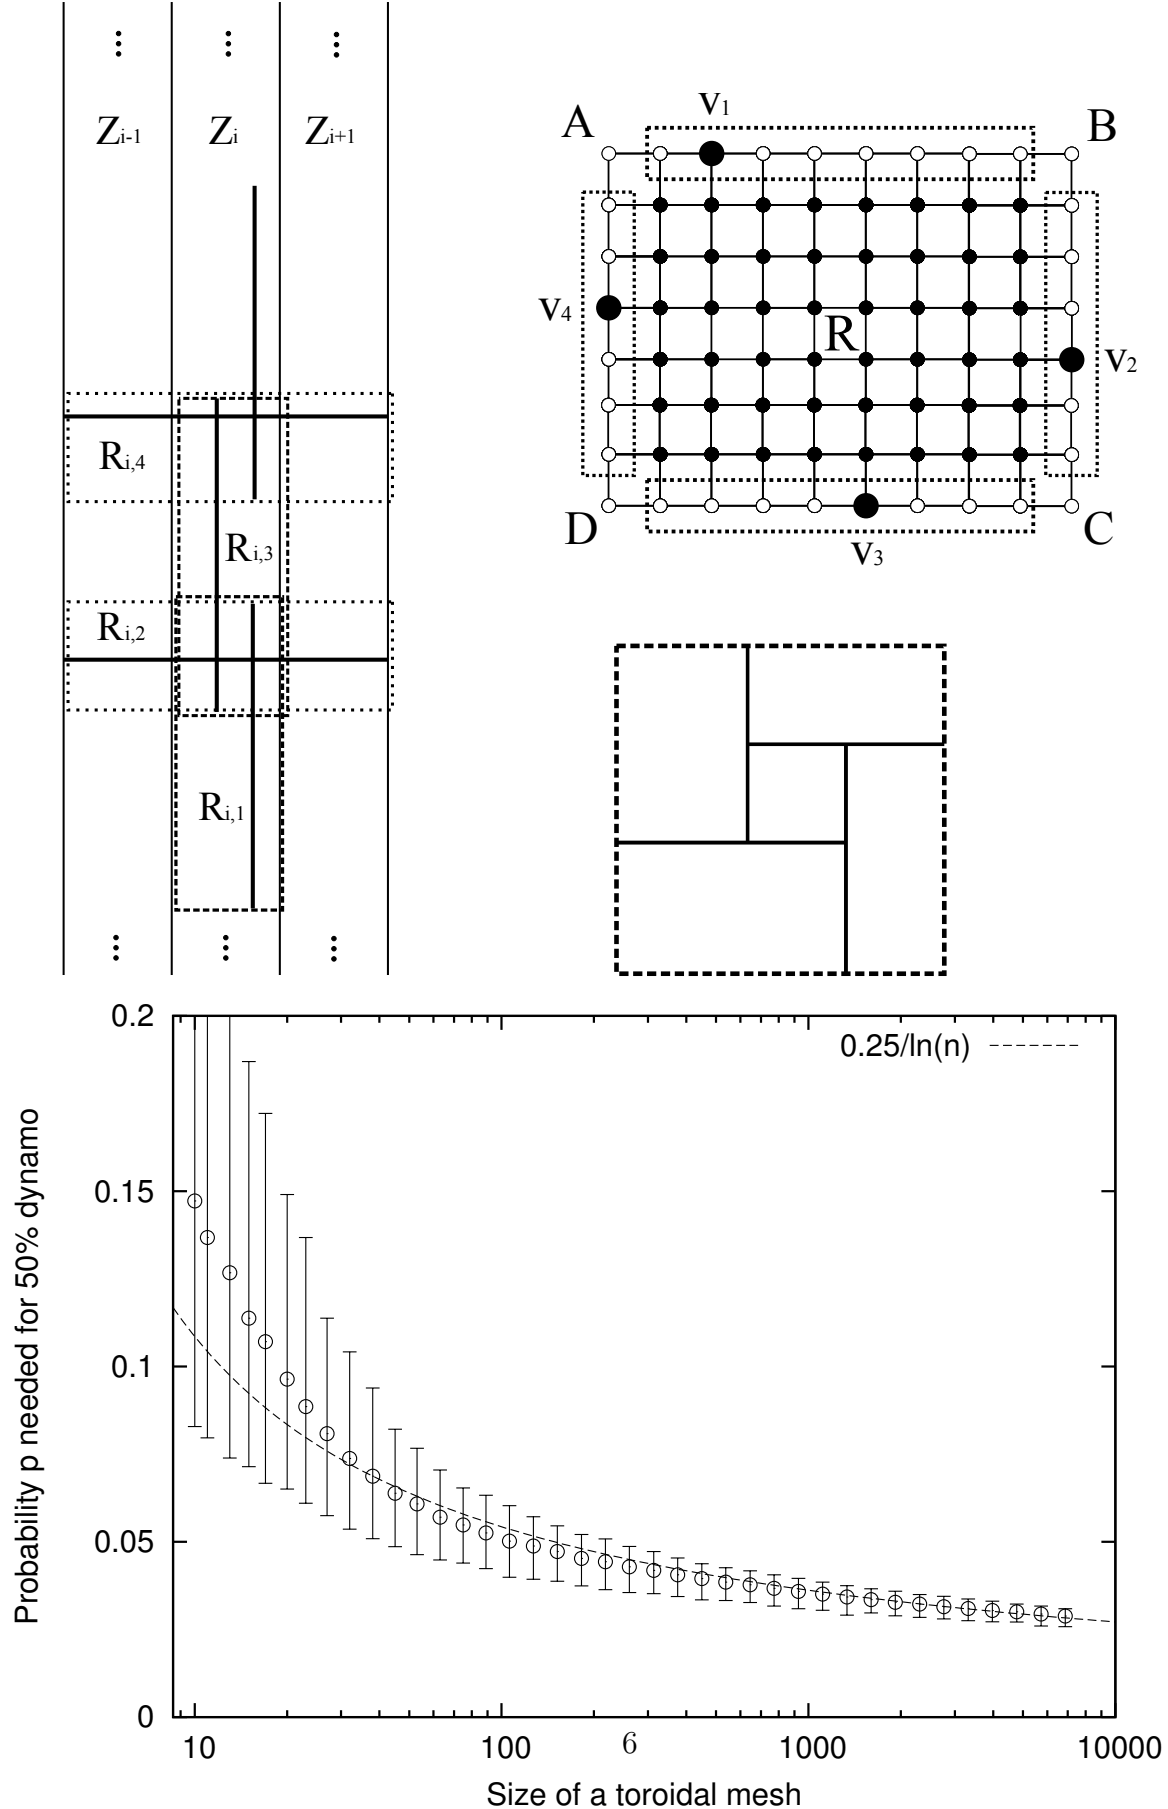 Zi-1 Zi Zi+1
Ri,4
Ri,3
Ri,2
Ri,1
A v1 B
v4 R v2
D v3 C
0.25/ln(n)
Probability p needed for 50% dynamo
0.2
0.15
0.1
0.05
0
10 100 1000 10000
6
Size of a toroidal mesh